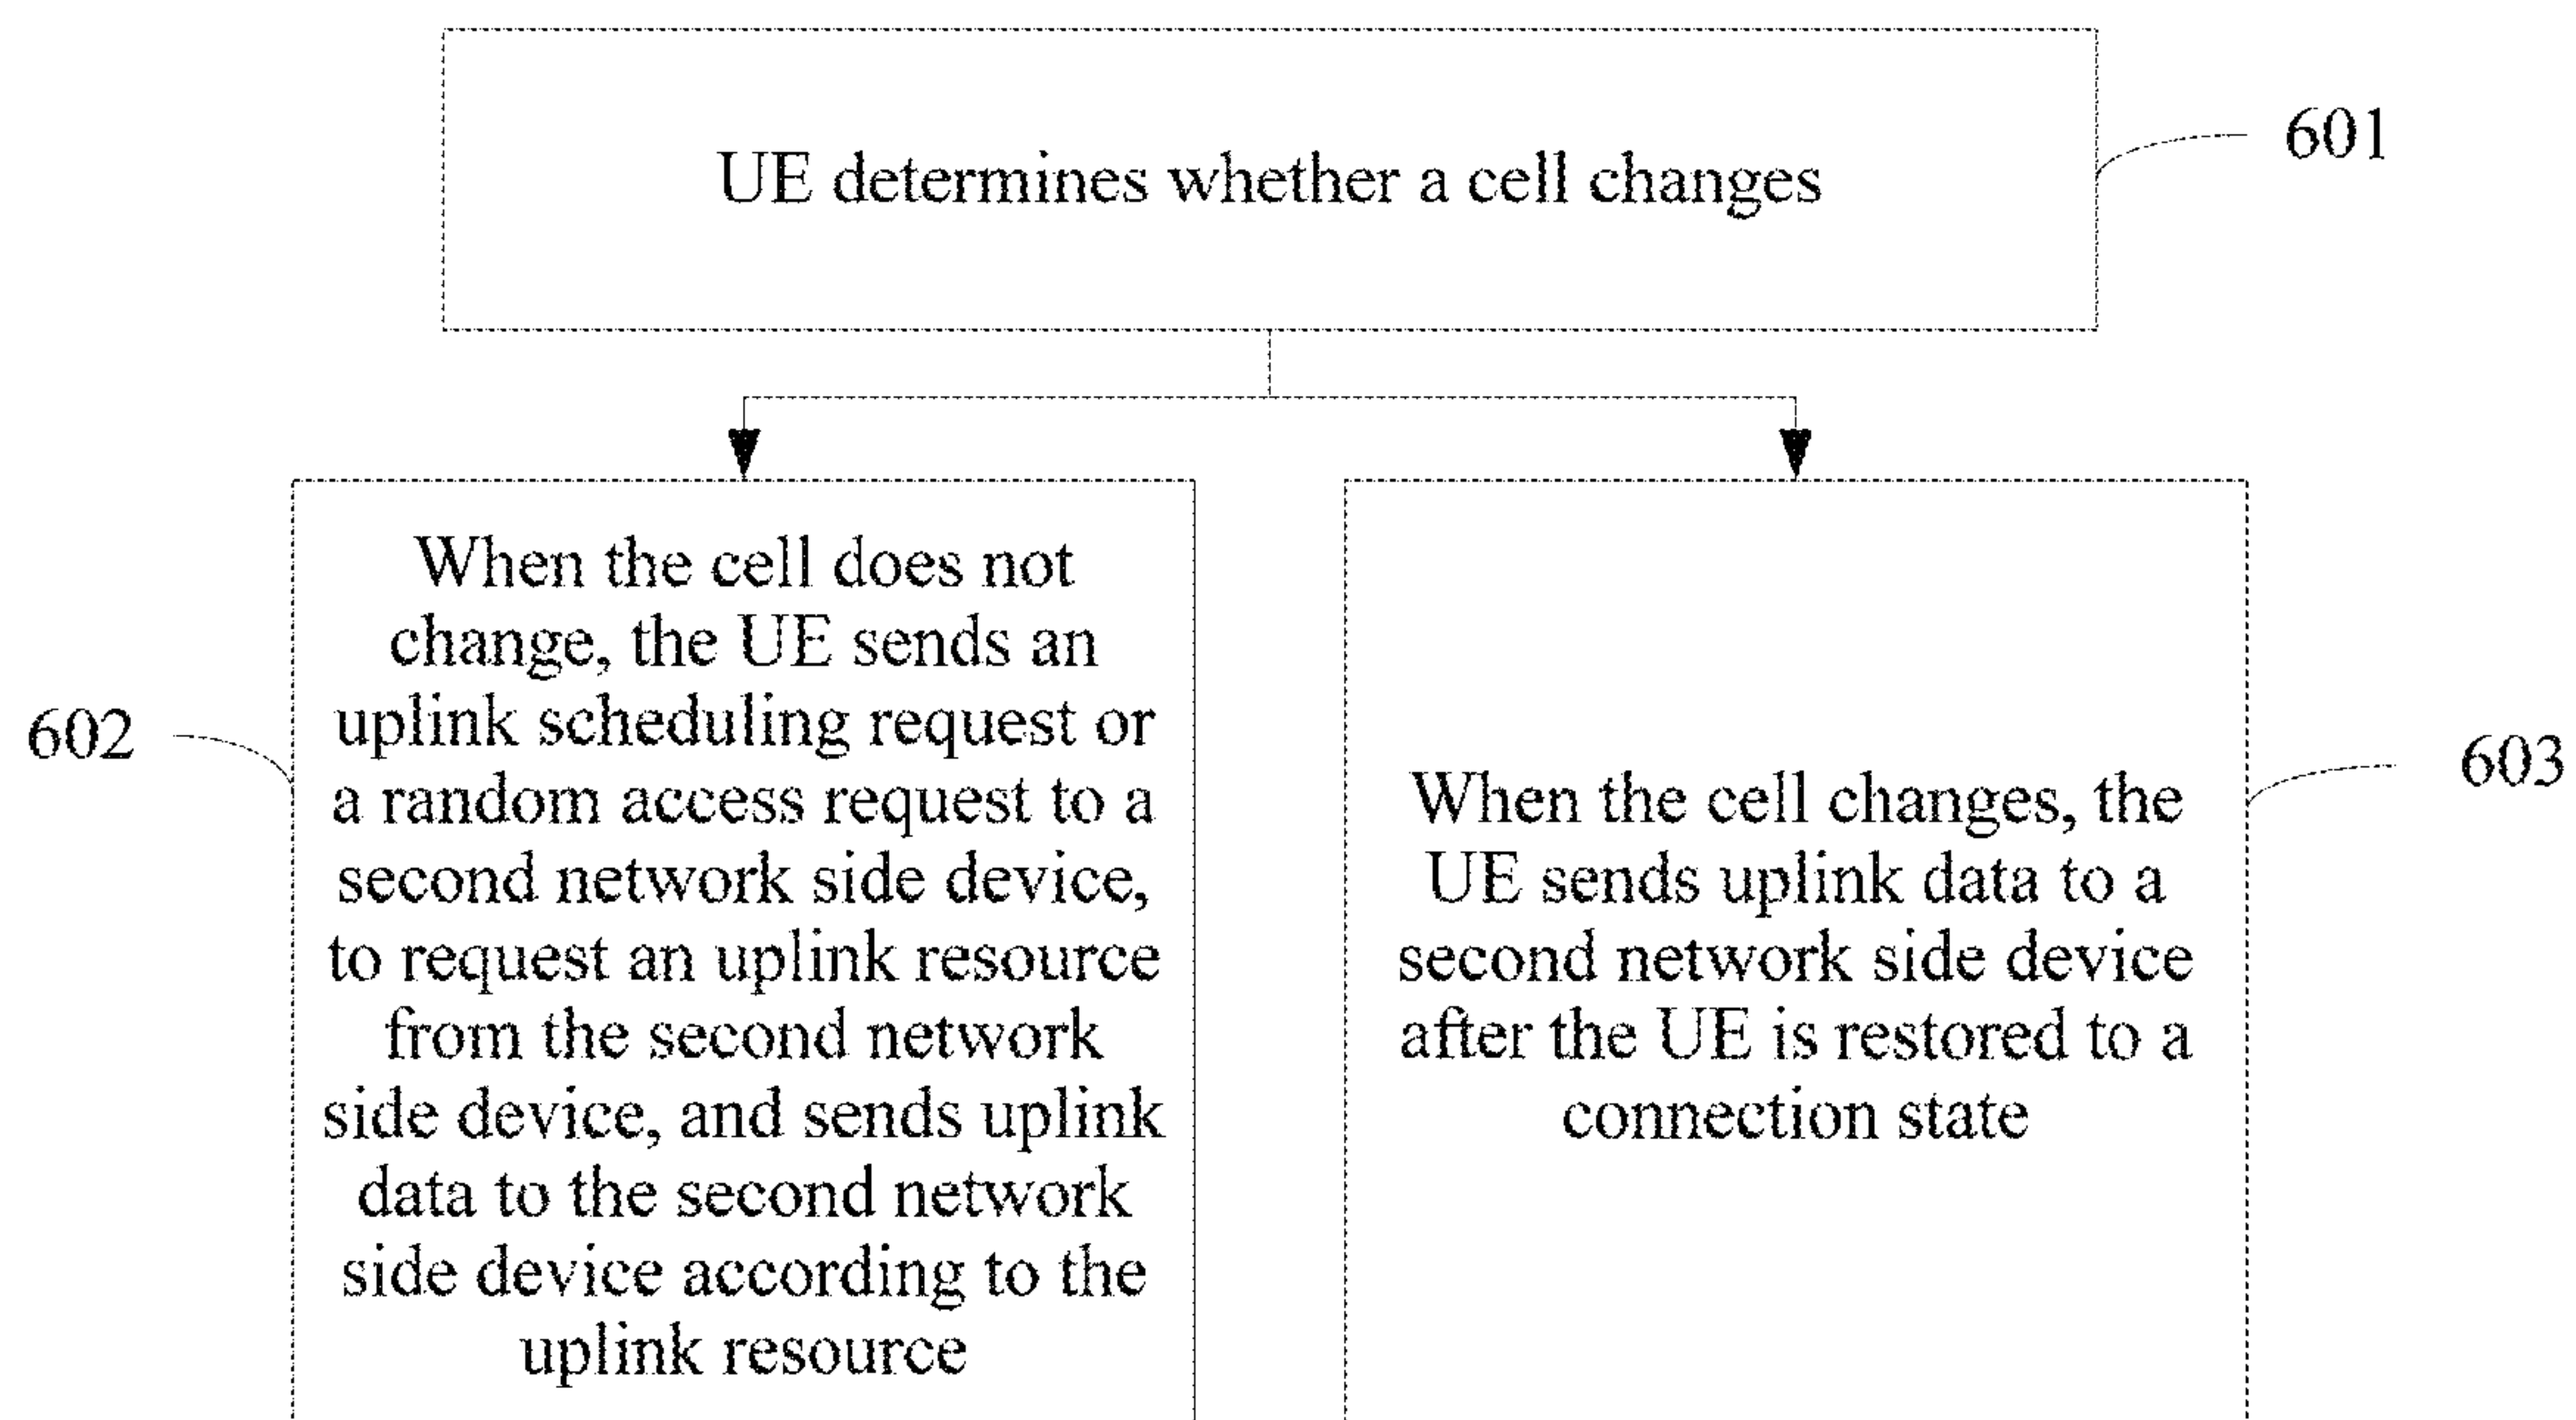 UE determines whether a cell changes
601
When the cell does not
change, the UE sends an
uplink scheduling request or
a random access request to a
second network side device,
to request an uplink resource
from the second network
side device, and sends uplink
data to the second network
side device according to the
uplink resource
602
When the cell changes, the
UE sends uplink data to a
second network side device
after the UE is restored to a
connection state
603